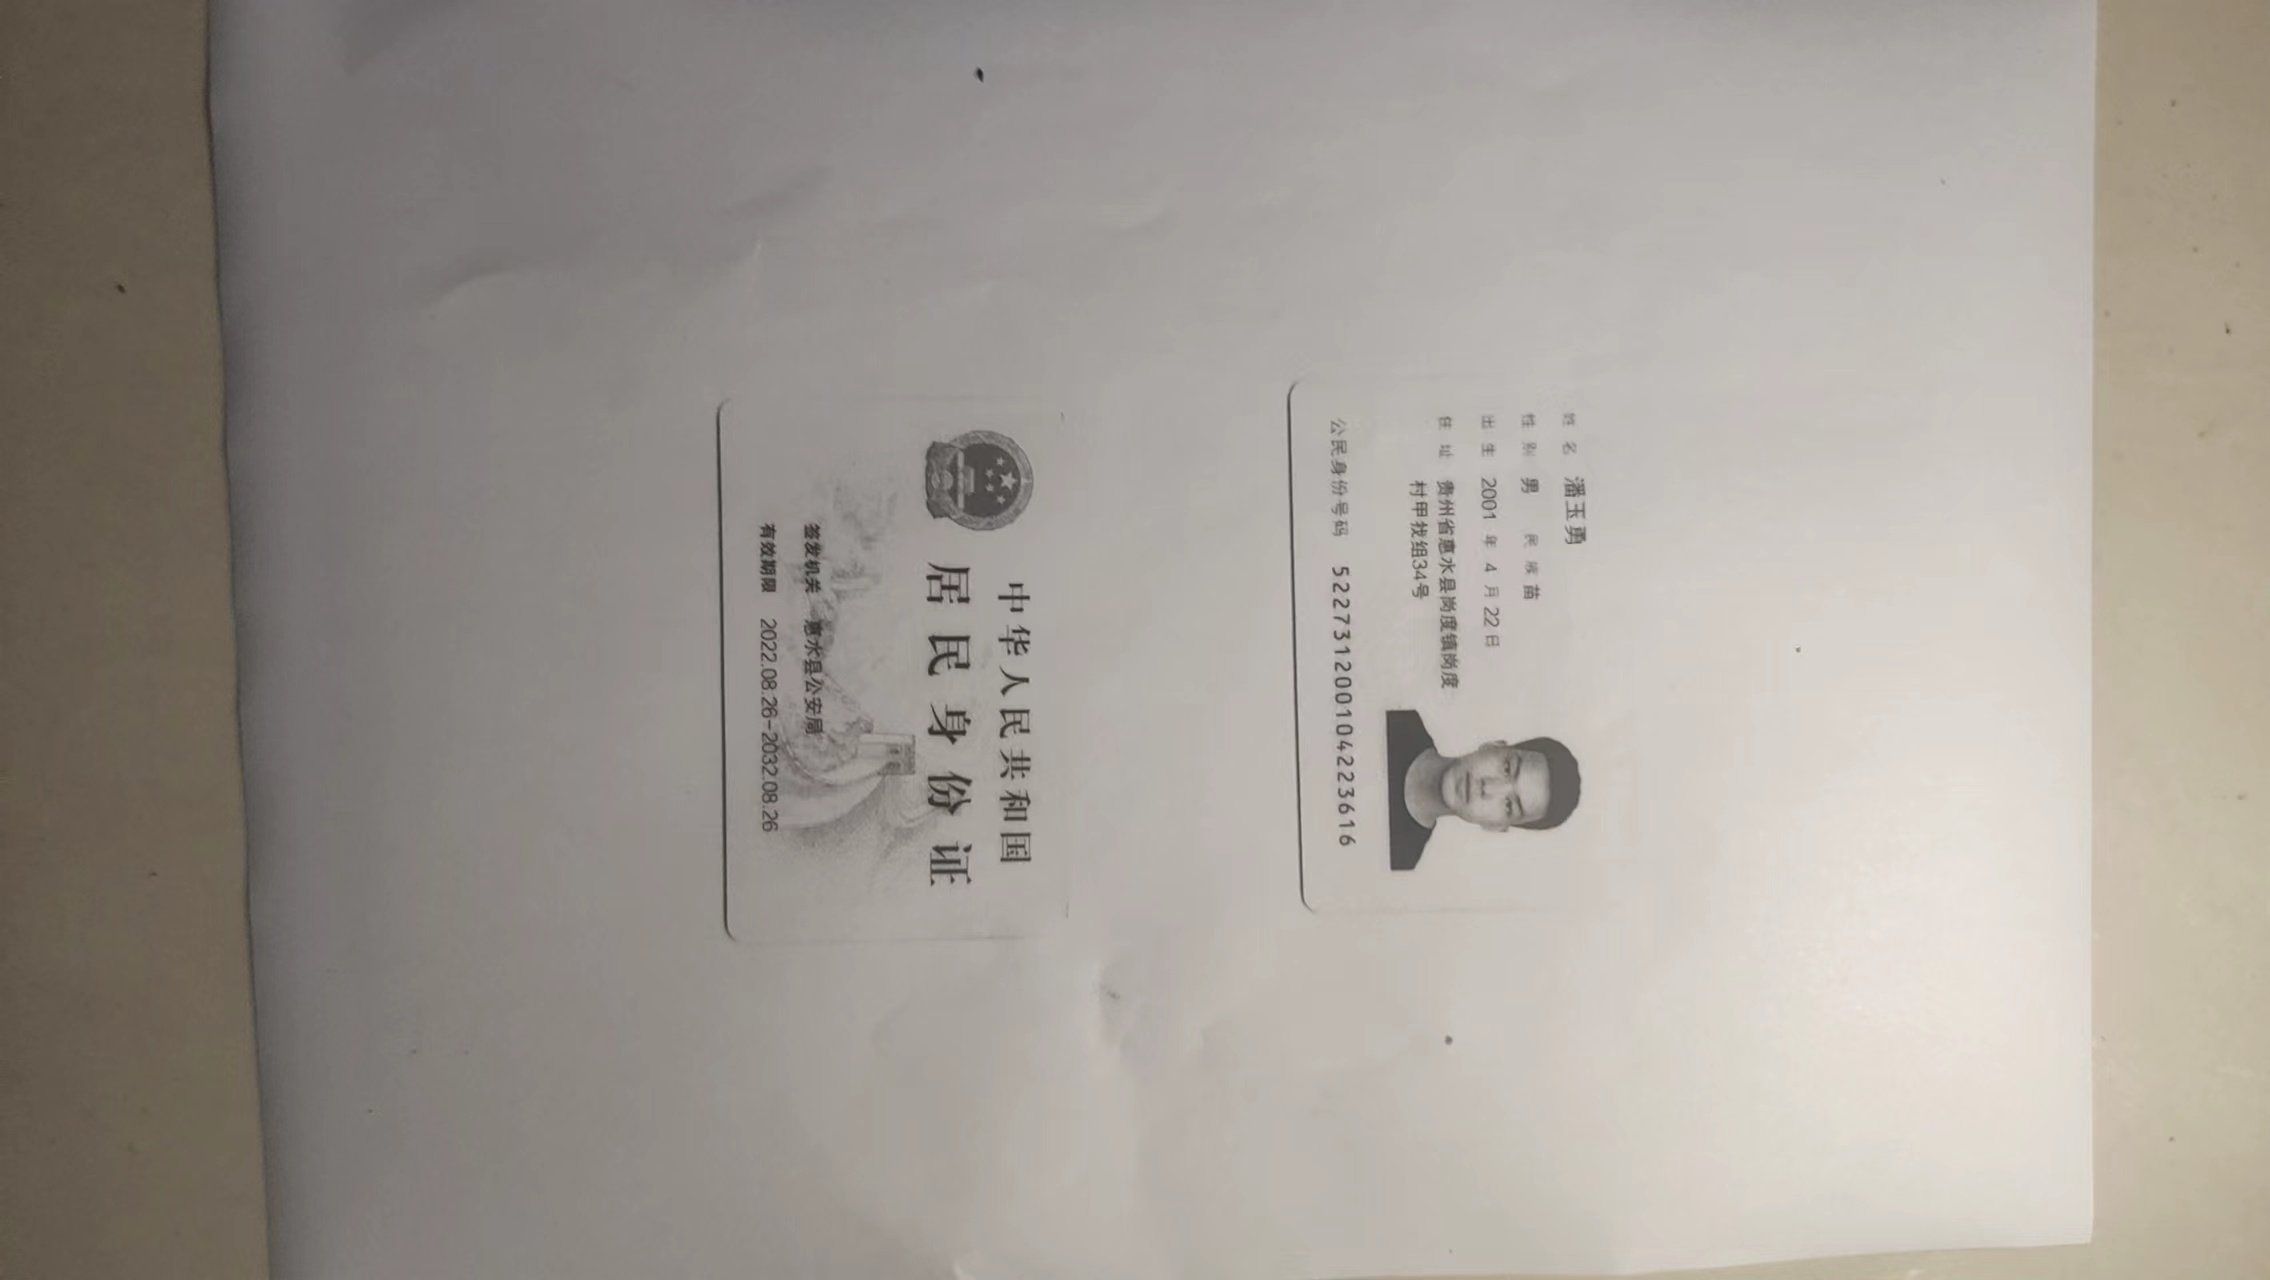 姓名 潘玉勇
性别 男 民族 苗
出生 2001 年 4 月 22 日
住址 贵州省惠水县岗度镇岗度
村甲找组34号
公民身份号码 522731200104223616
中华人民共和国
居民身份证
签发机关 惠水县公安局
有效期限 2022.08.26-2032.08.26